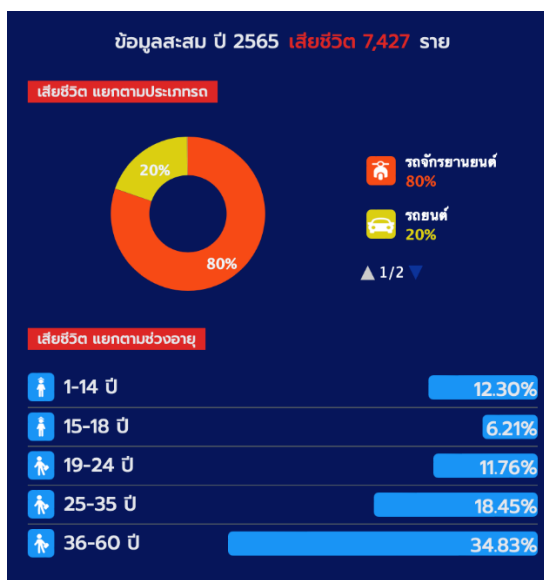 ข้อมูลสะสม ปี 2565 เสียชีวิต 7,427 ราย
เสียชีวิต แยกตามประเภทรถ
20%
80%
รถจักรยานยนต์
80%
รถยนต์
20%
▲ 1/2 ▼
เสียชีวิต แยกตามช่วงอายุ
1-14 ปี 12.30%
15-18 ปี 6.21%
19-24 ปี 11.76%
25-35 ปี 18.45%
36-60 ปี 34.83%